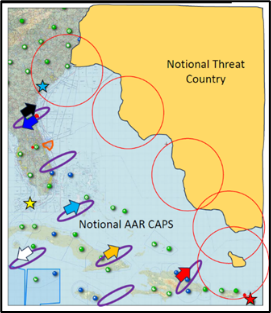 Notional Threat
Country
Notional AAR CAPS